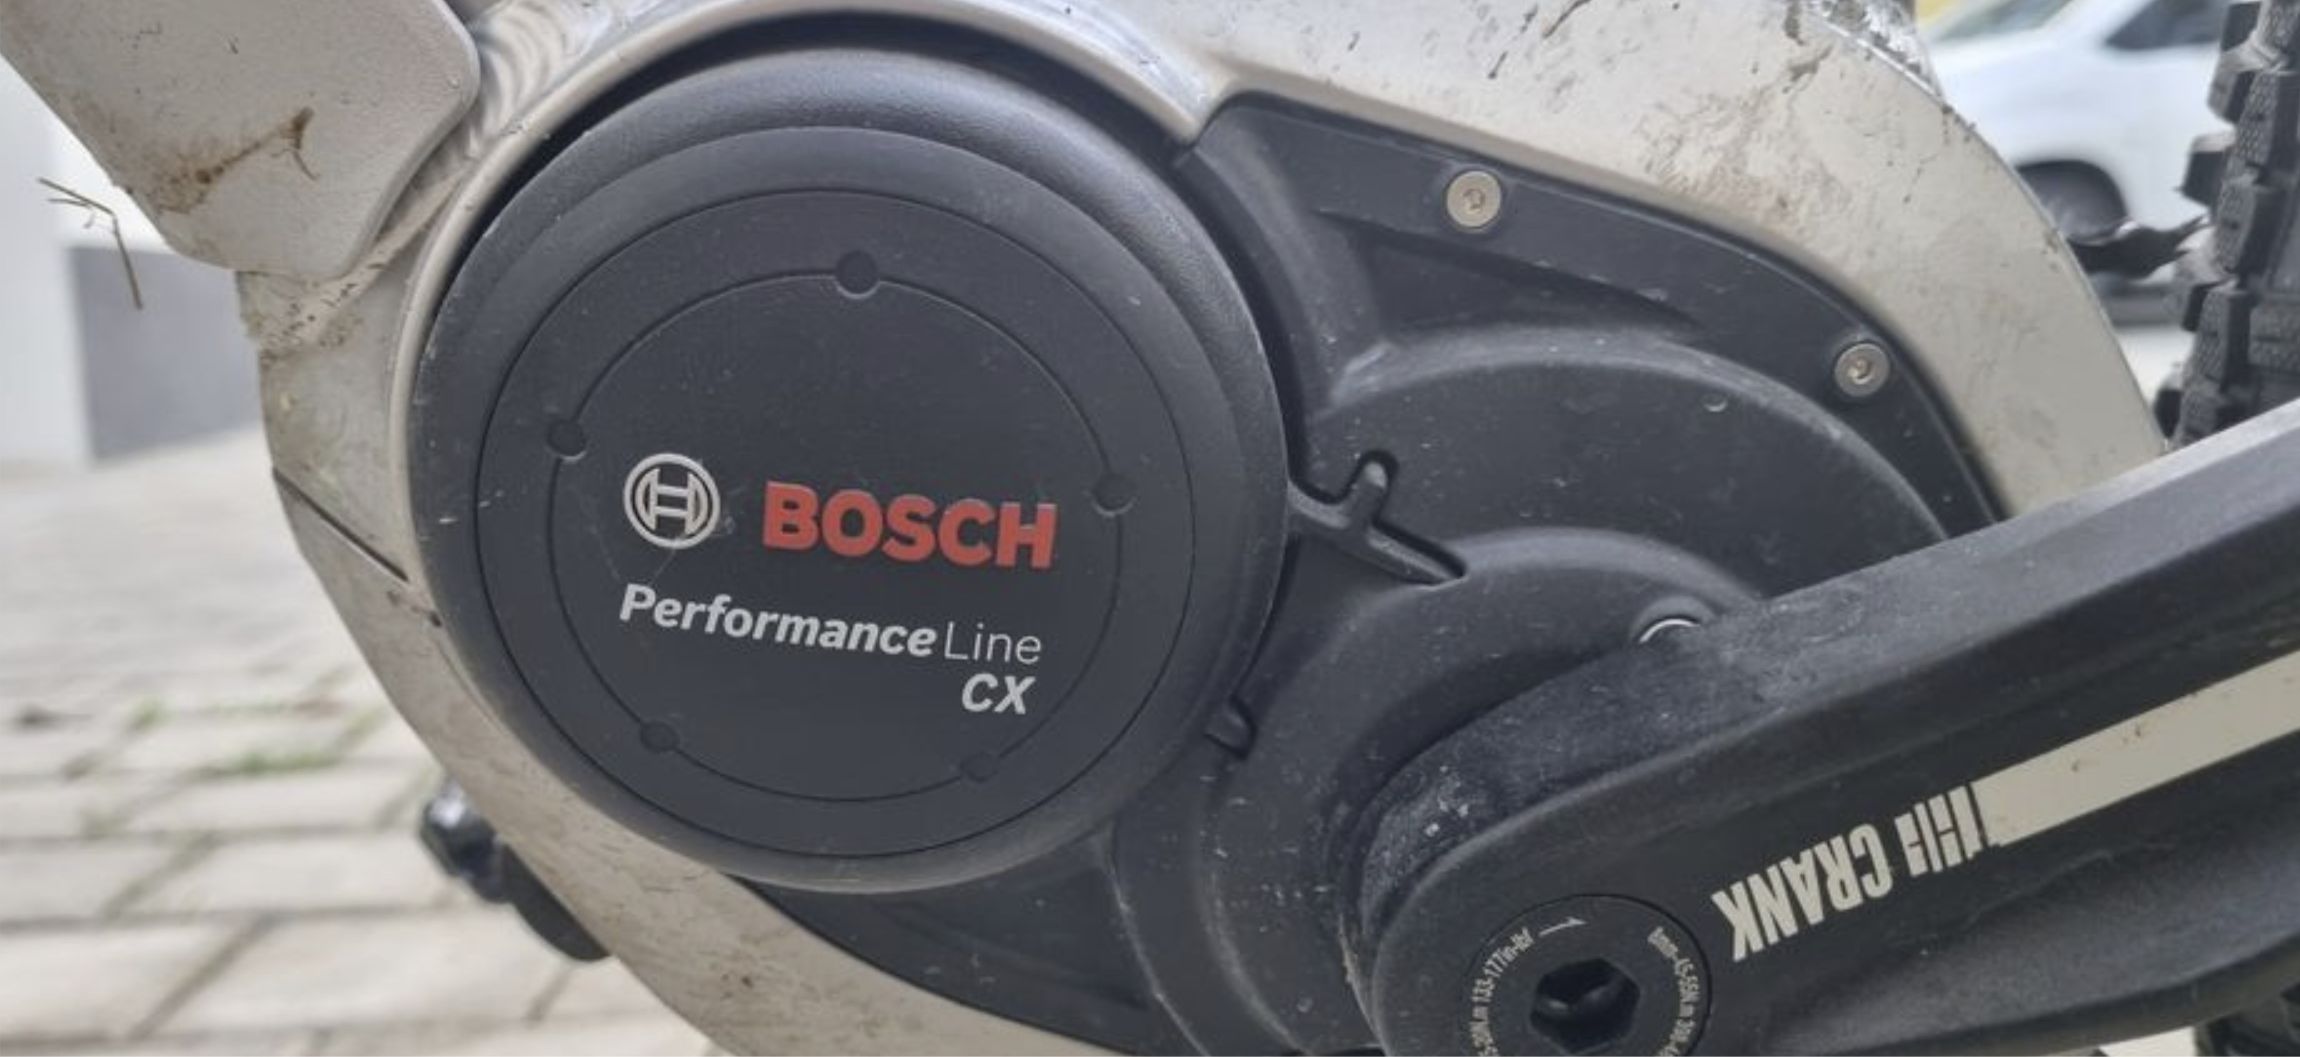 BOSCH
Performance Line
CX
CRANK